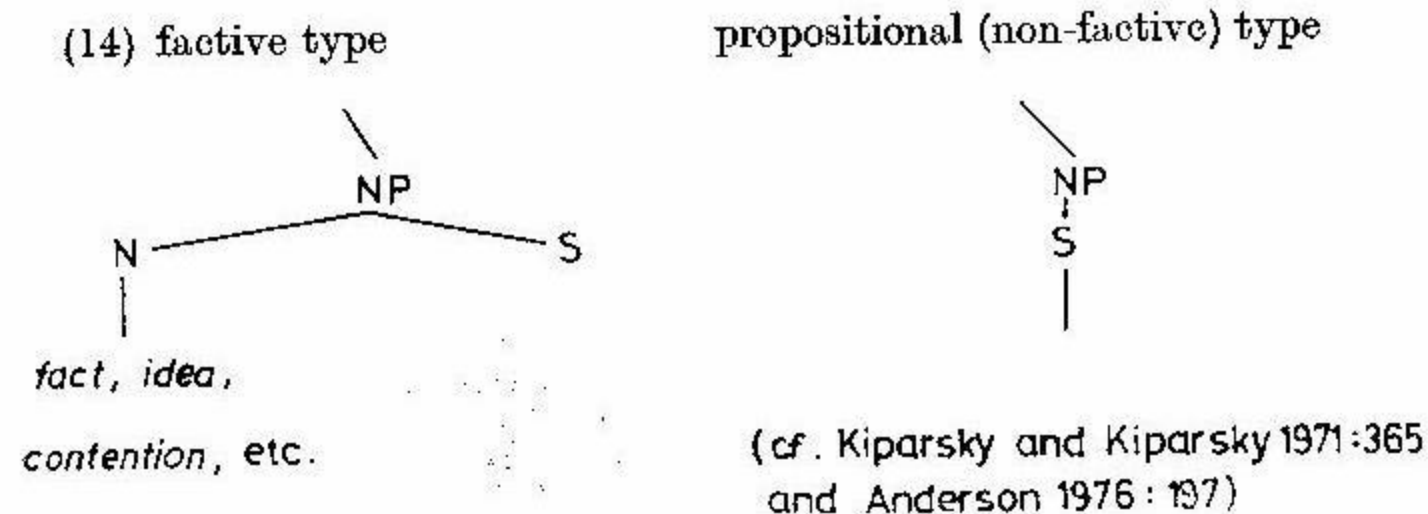 (14) factive type
propositional (non-factive) type
NP
N
S
fact, idea,
contention, etc.
NP
S
(cf. Kiparsky and Kiparsky 1971:365
and Anderson 1976:197)